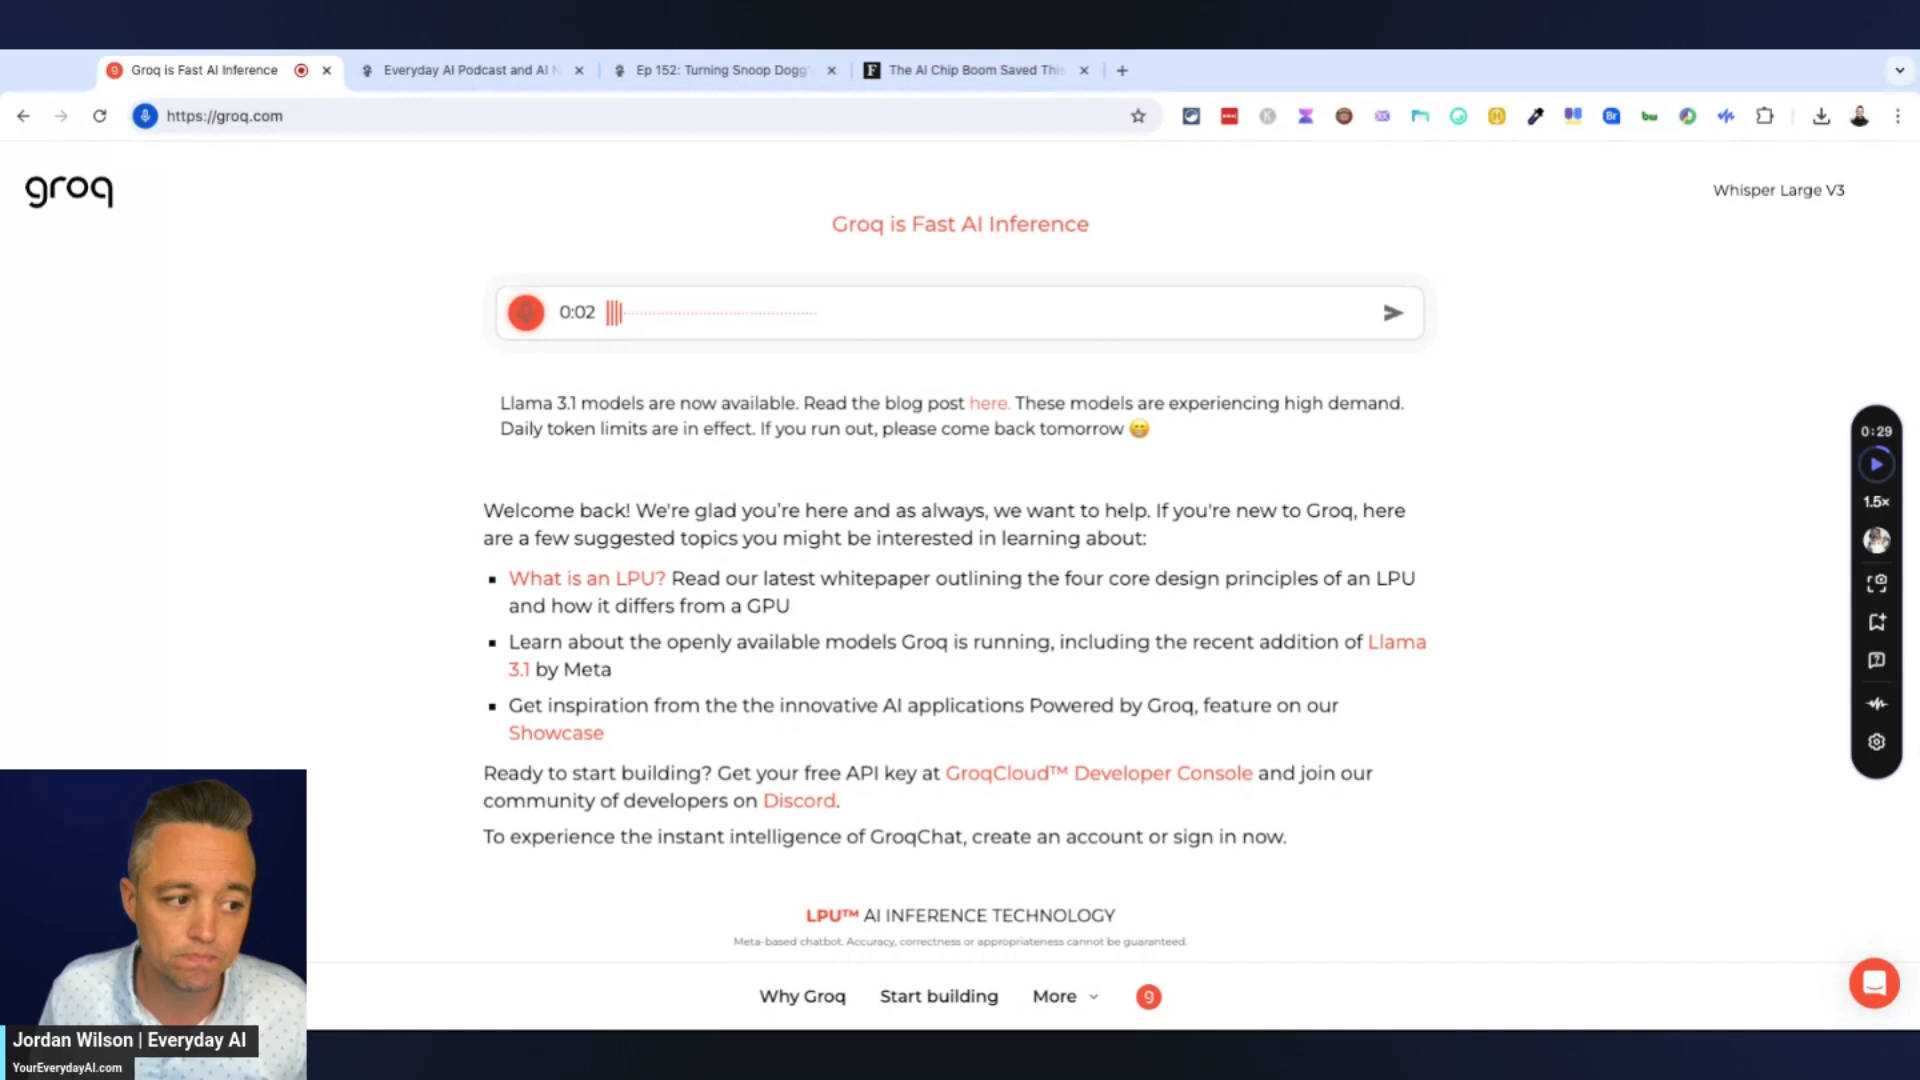 Groq is Fast AI Inference
Everyday AI Podcast and AI N
Ep 152: Turning Snoop Dogg'
The AI Chip Boom Saved This
https://groq.com
Br
bw
groq
Whisper Large V3
Groq is Fast AI Inference
0:02
Llama 3.1 models are now available. Read the blog post here. These models are experiencing high demand.
Daily token limits are in effect. If you run out, please come back tomorrow 😁
0:29
1.5×
Welcome back! We're glad you’re here and as always, we want to help. If you're new to Groq, here
are a few suggested topics you might be interested in learning about:
▪ What is an LPU? Read our latest whitepaper outlining the four core design principles of an LPU
and how it differs from a GPU
▪ Learn about the openly available models Groq is running, including the recent addition of Llama
3.1 by Meta
▪ Get inspiration from the the innovative AI applications Powered by Groq, feature on our
Showcase
Ready to start building? Get your free API key at GroqCloud™ Developer Console and join our
community of developers on Discord.
To experience the instant intelligence of GroqChat, create an account or sign in now.
LPU™ AI INFERENCE TECHNOLOGY
Meta-based chatbot. Accuracy, correctness or appropriateness cannot be guaranteed.
Why Groq Start building More
Jordan Wilson | Everyday AI
YourEverydayAI.com